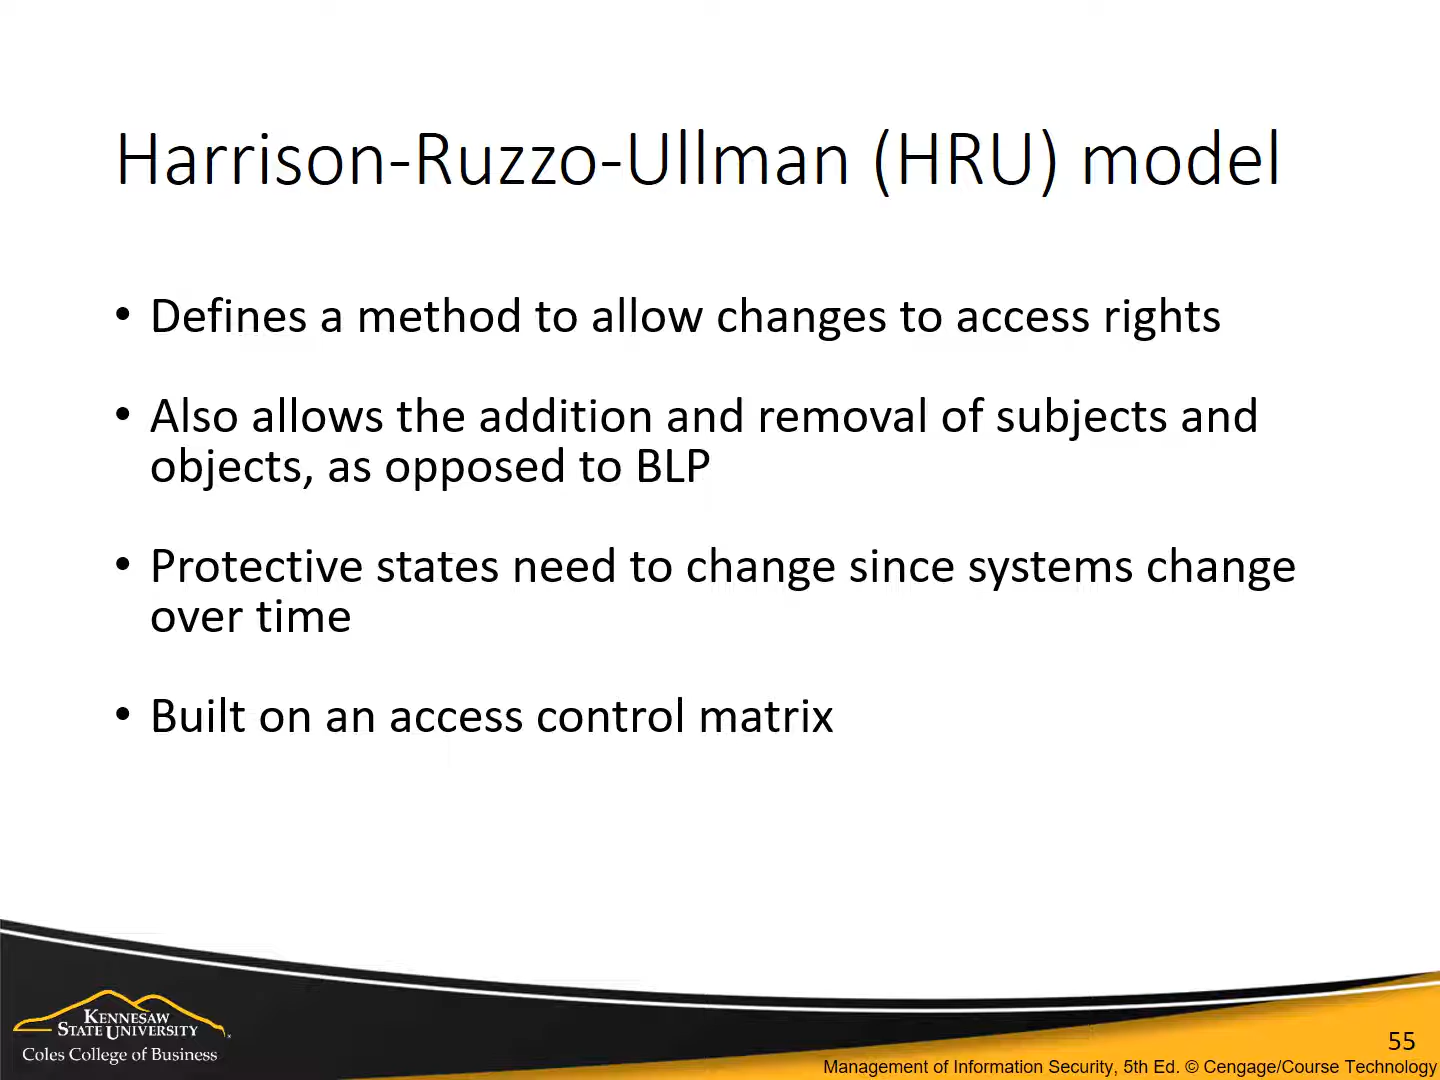 Harrison-Ruzzo-Ullman (HRU) model
• Defines a method to allow changes to access rights
• Also allows the addition and removal of subjects and
objects, as opposed to BLP
• Protective states need to change since systems change
over time
• Built on an access control matrix
KENNESAW
STATE UNIVERSITY
Coles College of Business
55
Management of Information Security, 5th Ed. © Cengage/Course Technology